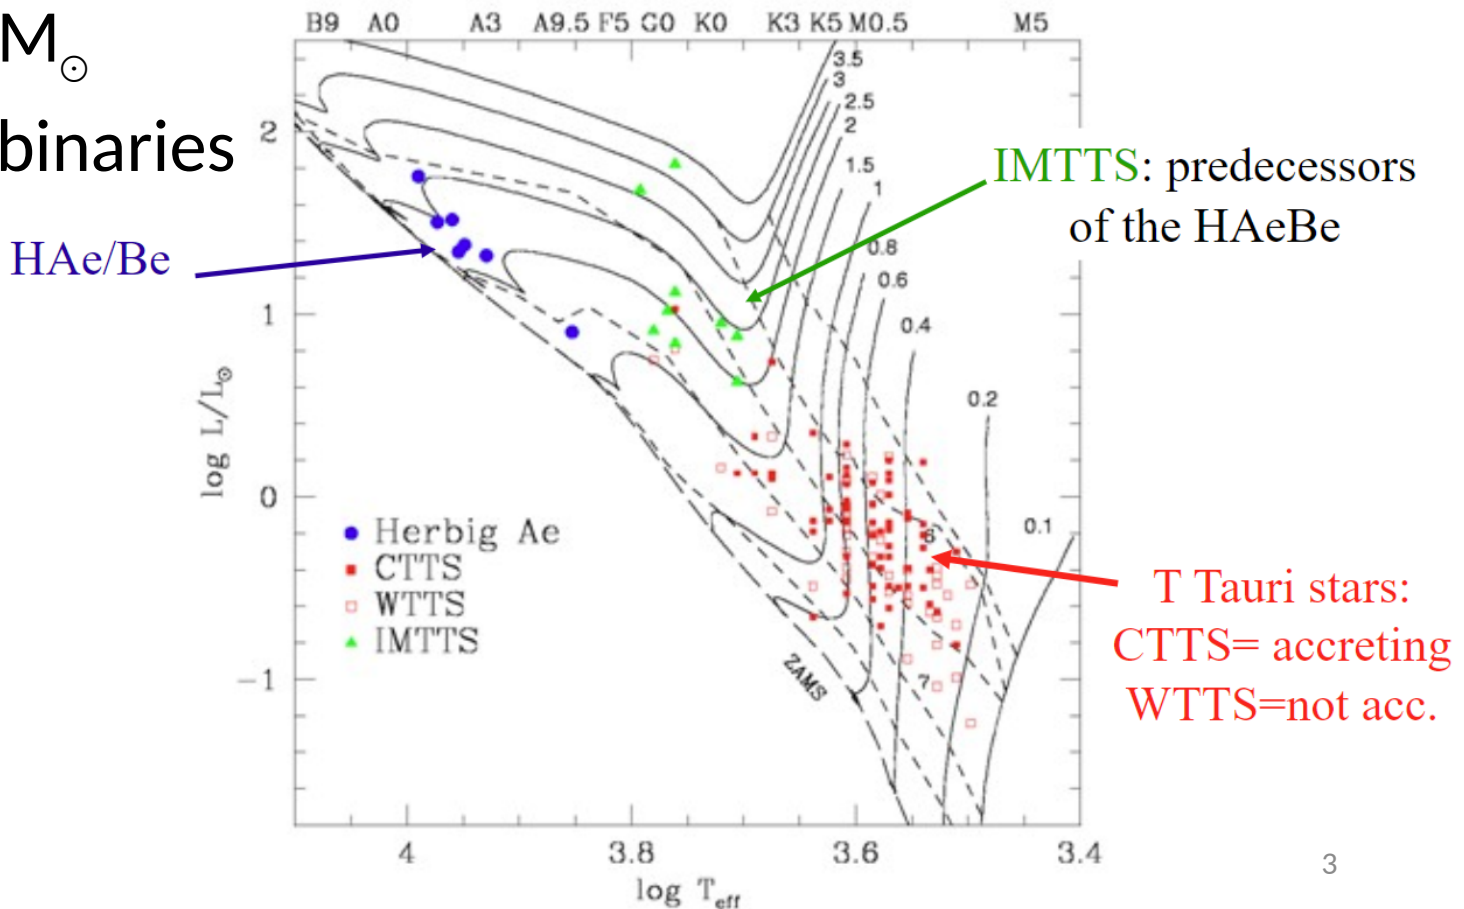 M⊙
binaries
B9 A0 A3 A9.5 F5 G0 K0 K3 K5 M0.5 M5
3.5
3
2.5
2
1.5
1
0.8
0.6
0.4
0.2
0.1
6
7
2
1
0
−1
log L/L⊙
HAe/Be
IMTTS: predecessors
of the HAeBe
Herbig Ae
CTTS
WTTS
IMTTS
ZAMS
T Tauri stars:
CTTS= accreting
WTTS=not acc.
4 3.8 3.6 3.4
log Teff
3